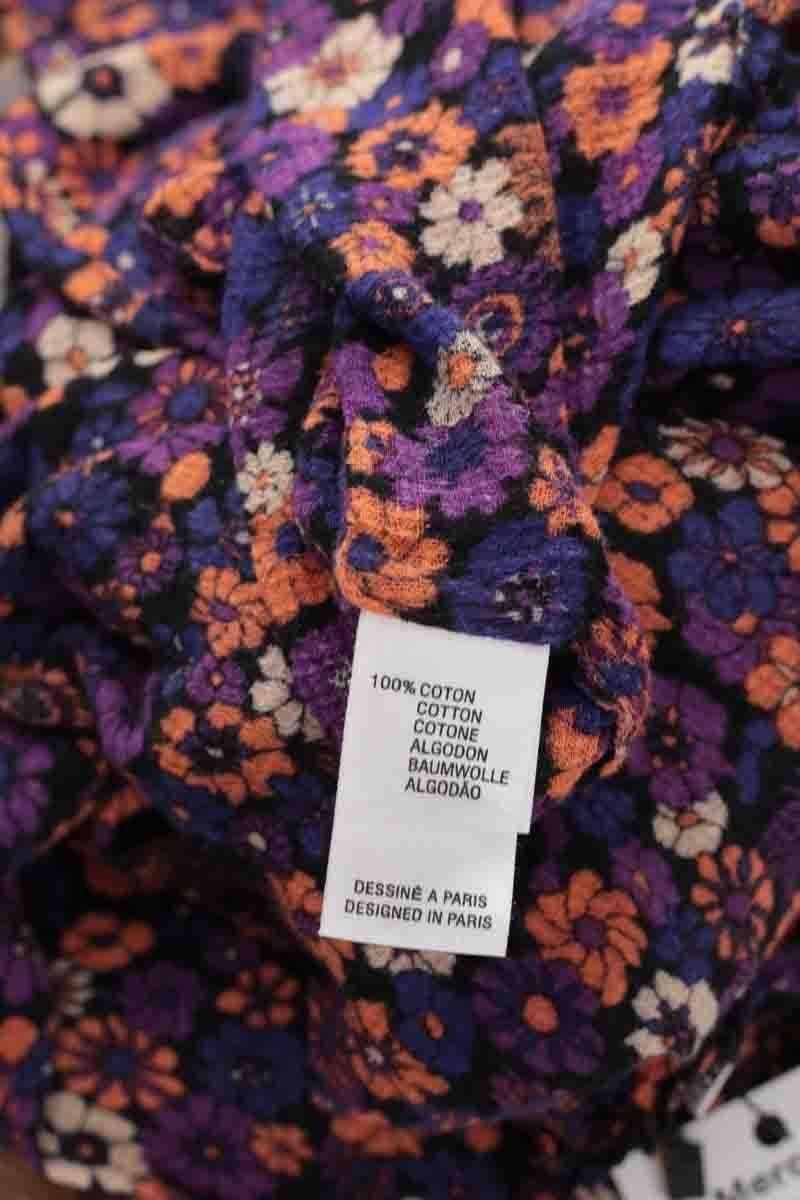 100% COTON
COTTON
COTONE
ALGODON
BAUMWOLLE
ALGODÃO
DESSINÉ A PARIS
DESIGNED IN PARIS